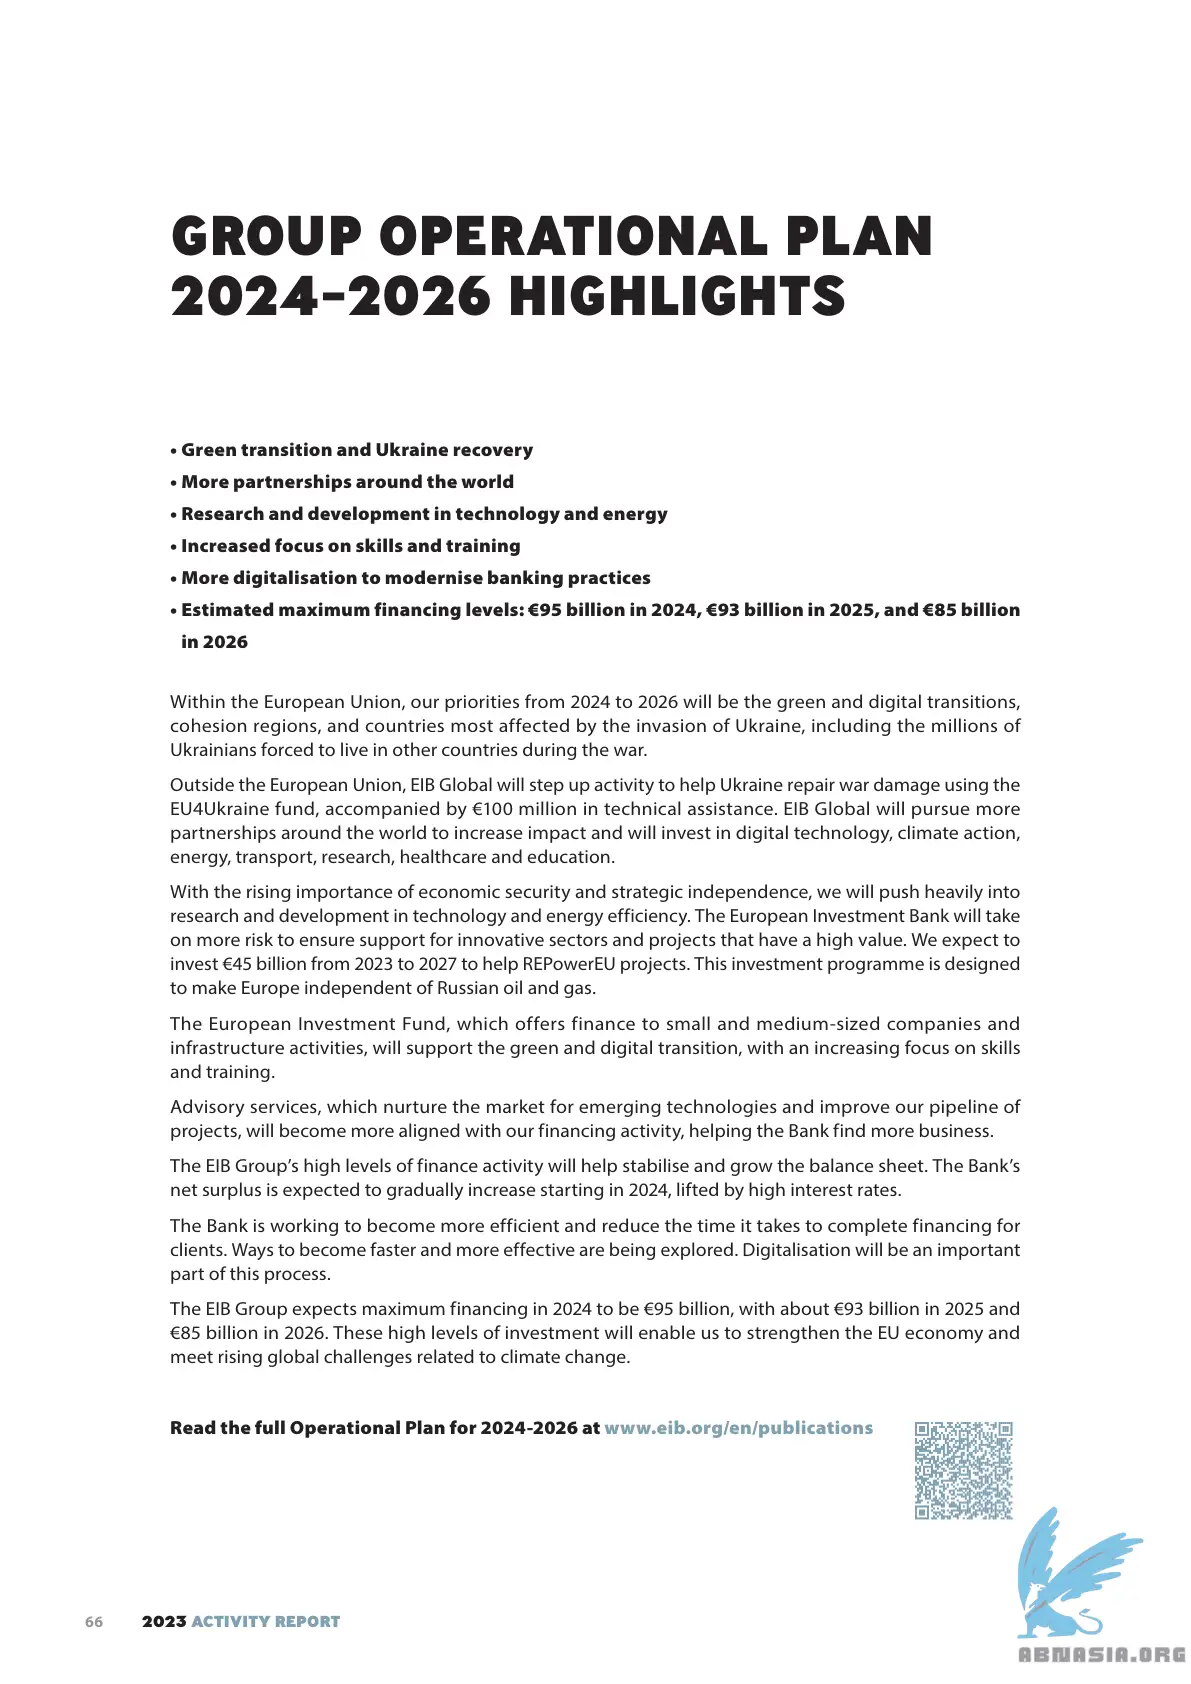 GROUP OPERATIONAL PLAN
2024–2026 HIGHLIGHTS
• Green transition and Ukraine recovery
• More partnerships around the world
• Research and development in technology and energy
• Increased focus on skills and training
• More digitalisation to modernise banking practices
• Estimated maximum financing levels: €95 billion in 2024, €93 billion in 2025, and €85 billion
in 2026
Within the European Union, our priorities from 2024 to 2026 will be the green and digital transitions,
cohesion regions, and countries most affected by the invasion of Ukraine, including the millions of
Ukrainians forced to live in other countries during the war.
Outside the European Union, EIB Global will step up activity to help Ukraine repair war damage using the
EU4Ukraine fund, accompanied by €100 million in technical assistance. EIB Global will pursue more
partnerships around the world to increase impact and will invest in digital technology, climate action,
energy, transport, research, healthcare and education.
With the rising importance of economic security and strategic independence, we will push heavily into
research and development in technology and energy efficiency. The European Investment Bank will take
on more risk to ensure support for innovative sectors and projects that have a high value. We expect to
invest €45 billion from 2023 to 2027 to help REPowerEU projects. This investment programme is designed
to make Europe independent of Russian oil and gas.
The European Investment Fund, which offers finance to small and medium-sized companies and
infrastructure activities, will support the green and digital transition, with an increasing focus on skills
and training.
Advisory services, which nurture the market for emerging technologies and improve our pipeline of
projects, will become more aligned with our financing activity, helping the Bank find more business.
The EIB Group’s high levels of finance activity will help stabilise and grow the balance sheet. The Bank’s
net surplus is expected to gradually increase starting in 2024, lifted by high interest rates.
The Bank is working to become more efficient and reduce the time it takes to complete financing for
clients. Ways to become faster and more effective are being explored. Digitalisation will be an important
part of this process.
The EIB Group expects maximum financing in 2024 to be €95 billion, with about €93 billion in 2025 and
€85 billion in 2026. These high levels of investment will enable us to strengthen the EU economy and
meet rising global challenges related to climate change.
Read the full Operational Plan for 2024-2026 at www.eib.org/en/publications
66 2023 ACTIVITY REPORT
ABNASIA.ORG